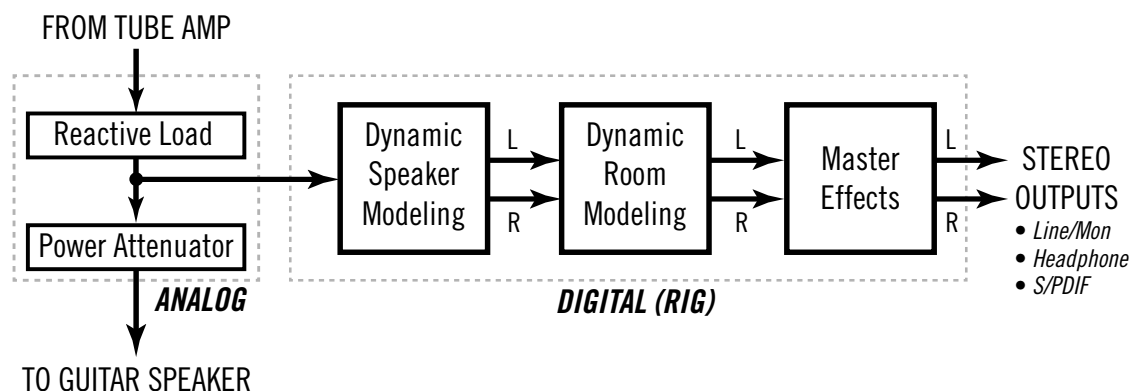 FROM TUBE AMP
Reactive Load
Power Attenuator
ANALOG
TO GUITAR SPEAKER
Dynamic
Speaker
Modeling
L
R
Dynamic
Room
Modeling
L
R
Master
Effects
L
R
DIGITAL (RIG)
STEREO
OUTPUTS
• Line/Mon
• Headphone
• S/PDIF